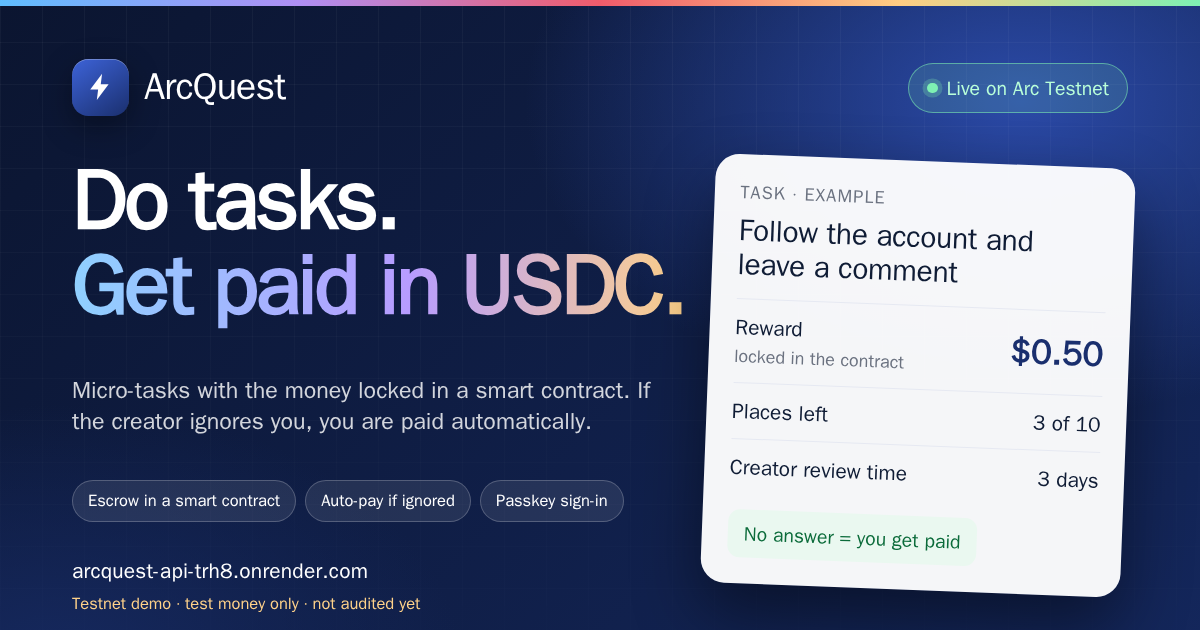 ArcQuest
Live on Arc Testnet
Do tasks.
Get paid in USDC.
Micro-tasks with the money locked in a smart contract. If
the creator ignores you, you are paid automatically.
Escrow in a smart contract
Auto-pay if ignored
Passkey sign-in
arcquest-api-trh8.onrender.com
Testnet demo · test money only · not audited yet
TASK · EXAMPLE
Follow the account and
leave a comment
Reward
locked in the contract
$0.50
Places left
3 of 10
Creator review time
3 days
No answer = you get paid